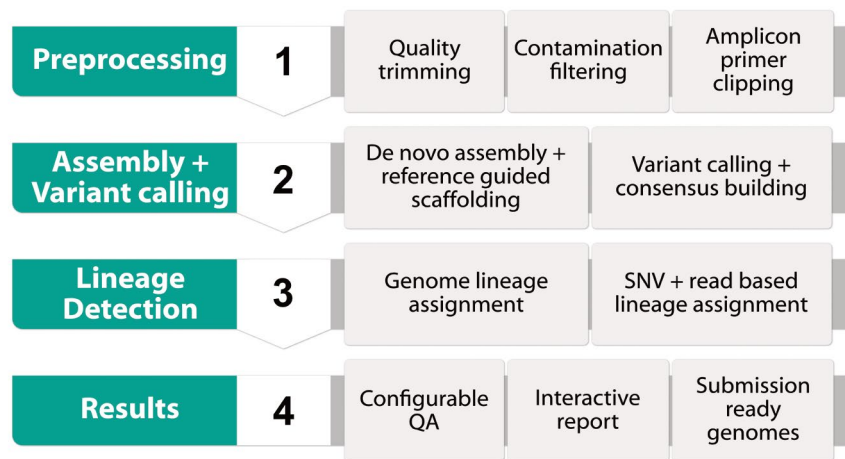 Preprocessing
1
Quality
trimming
Contamination
filtering
Amplicon
primer
clipping
Assembly +
Variant calling
2
De novo assembly +
reference guided
scaffolding
Variant calling +
consensus building
Lineage
Detection
3
Genome lineage
assignment
SNV + read based
lineage assignment
Results
4
Configurable
QA
Interactive
report
Submission
ready
genomes